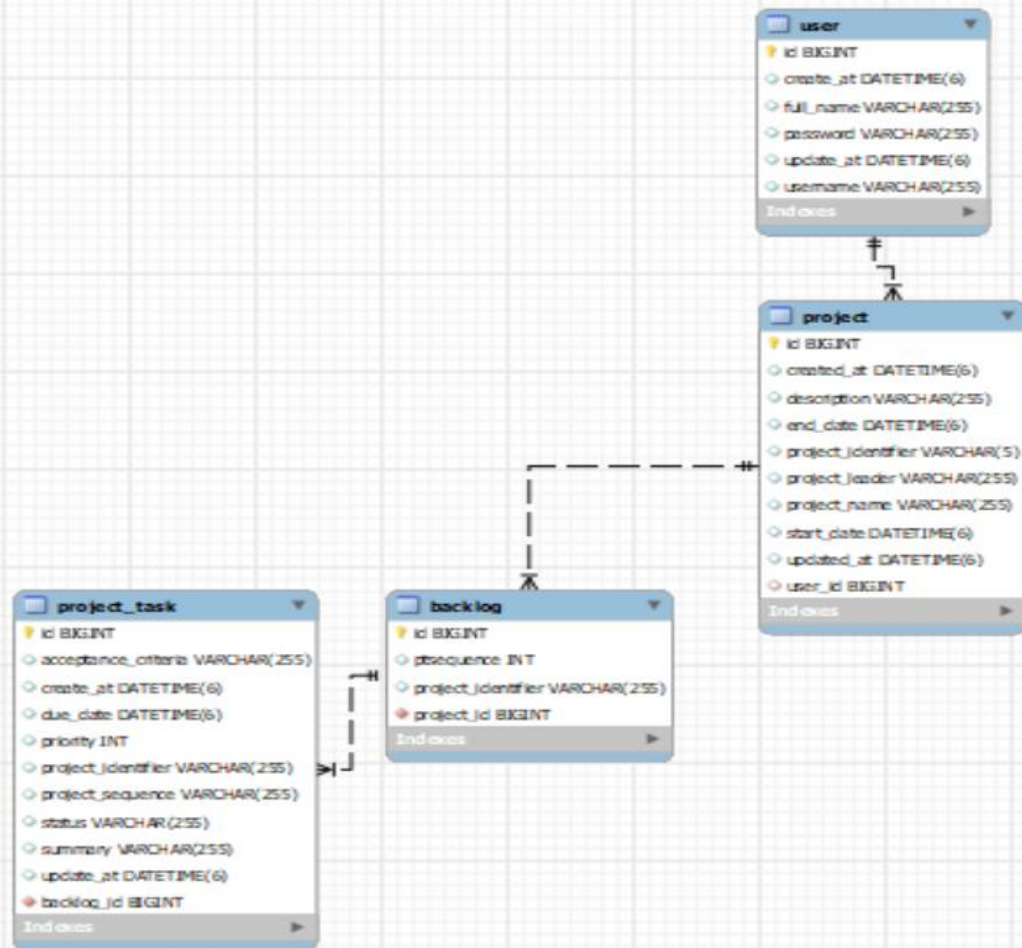 user
id BIGINT
create_at DATETIME(6)
full_name VARCHAR(255)
password VARCHAR(255)
update_at DATETIME(6)
username VARCHAR(255)
Indexes
project
id BIGINT
created_at DATETIME(6)
description VARCHAR(255)
end_date DATETIME(6)
project_identifier VARCHAR(5)
project_leader VARCHAR(255)
project_name VARCHAR(255)
start_date DATETIME(6)
updated_at DATETIME(6)
user_id BIGINT
Indexes
project_task
id BIGINT
acceptance_criteria VARCHAR(255)
create_at DATETIME(6)
due_date DATETIME(6)
priority INT
project_identifier VARCHAR(255)
project_sequence VARCHAR(255)
status VARCHAR(255)
summary VARCHAR(255)
update_at DATETIME(6)
backlog_id BIGINT
Indexes
backlog
id BIGINT
ptsequence INT
project_identifier VARCHAR(255)
project_id BIGINT
Indexes